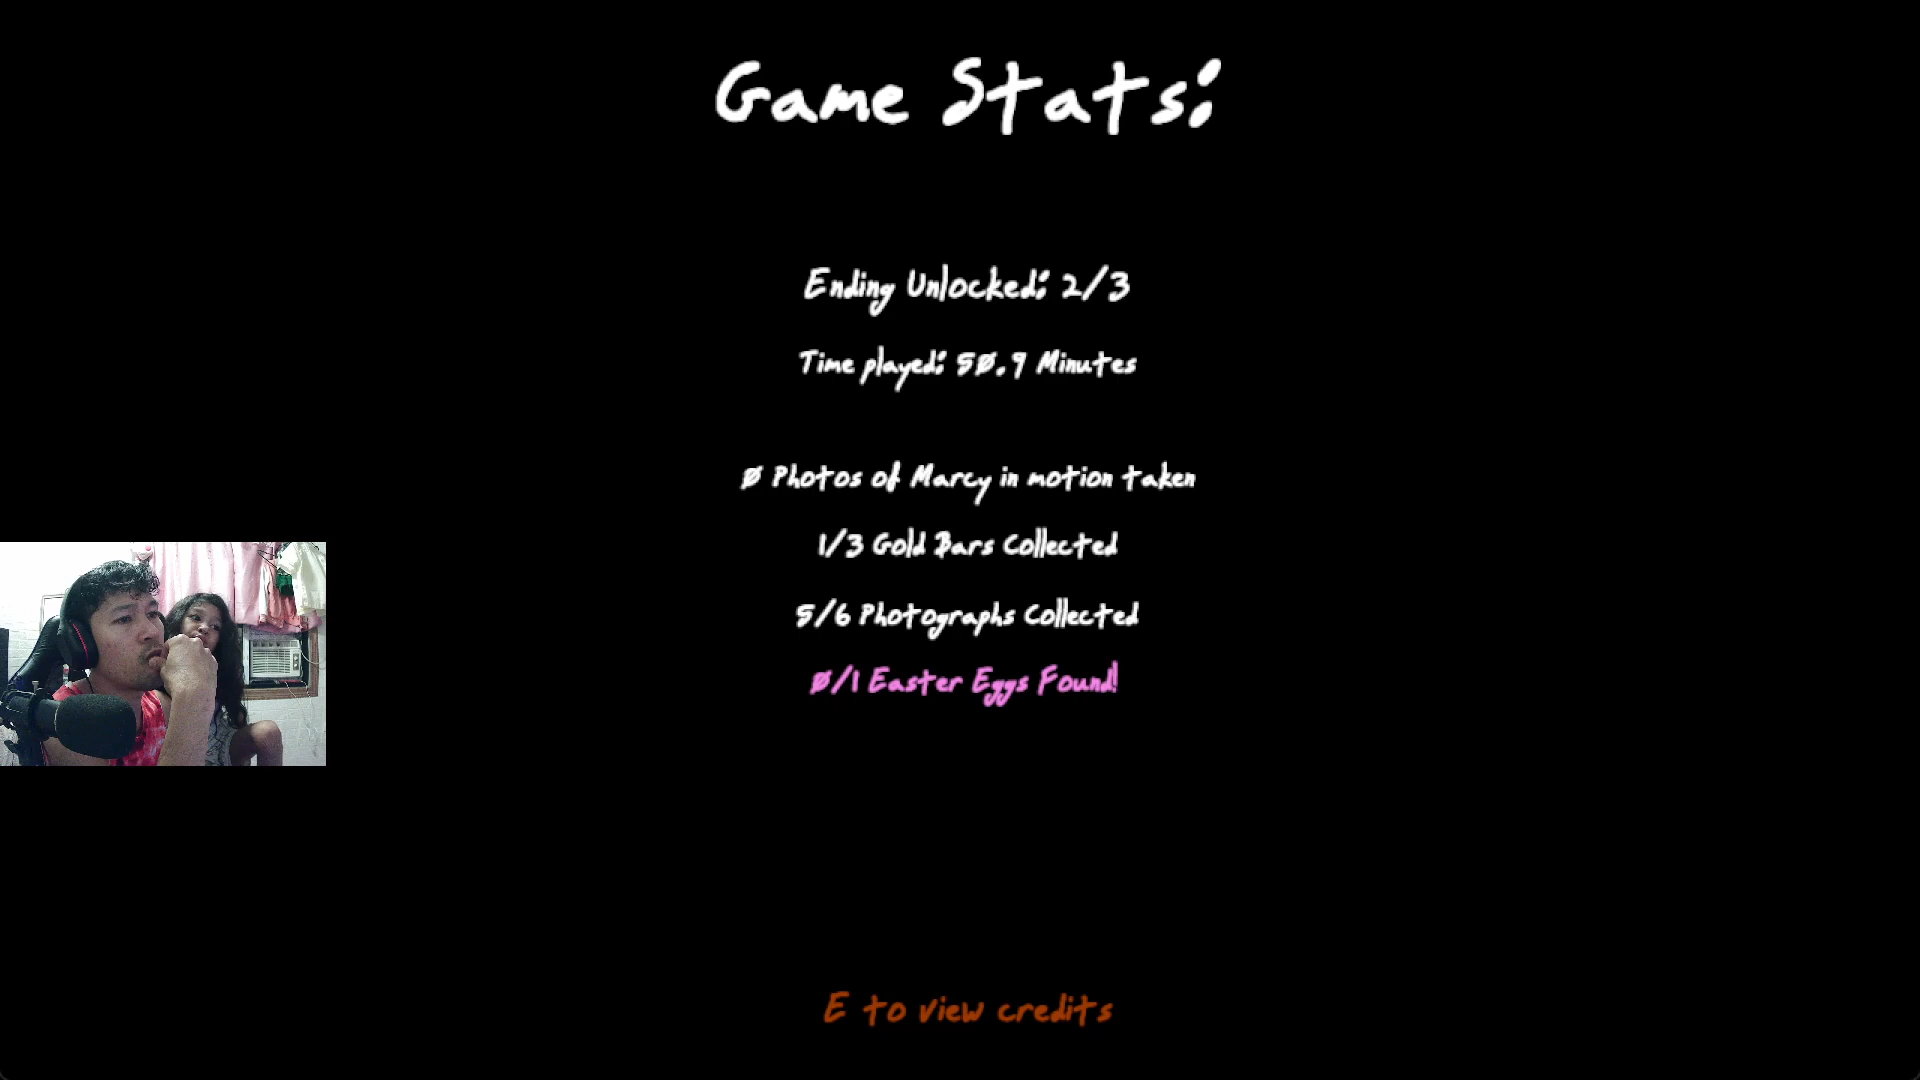 Game Stats:
Ending Unlocked: 2/3
Time played: 50.9 Minutes
0 Photos of Marcy in motion taken
1/3 Gold Bars Collected
5/6 Photographs Collected
0/1 Easter Eggs Found!
E to view credits